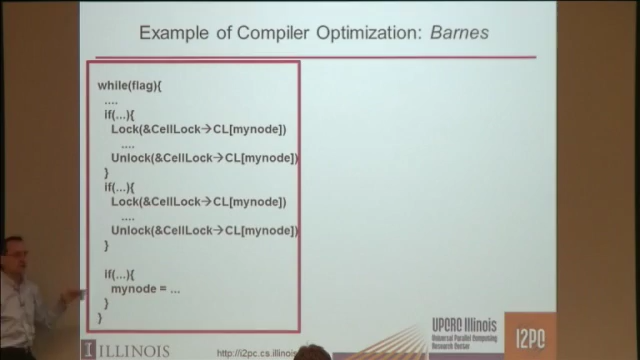 Example of Compiler Optimization: Barnes
while(flag){
....
if(...){
Lock(&CellLock→CL[mynode])
....
Unlock(&CellLock→CL[mynode])
}
if(...){
Lock(&CellLock→CL[mynode])
....
Unlock(&CellLock→CL[mynode])
}
if(...){
mynode = ...
}
}
I ILLINOIS
http://i2pc.cs.illinois
UPCRC Illinois
Universal Parallel Computing
Research Center
I2PC